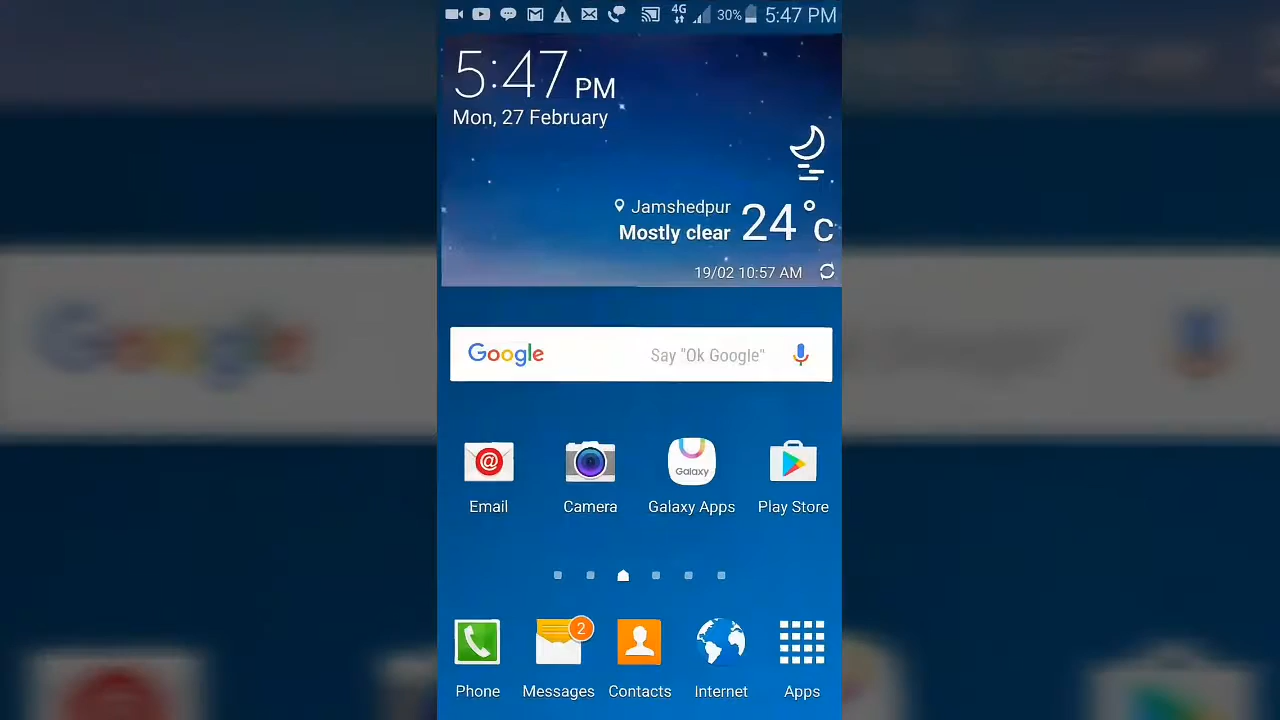 4G 30% 5:47 PM
5:47 PM
Mon, 27 February
Jamshedpur
Mostly clear 24°C
19/02 10:57 AM
Google Say "Ok Google"
Galaxy
Email Camera Galaxy Apps Play Store
2
Phone Messages Contacts Internet Apps